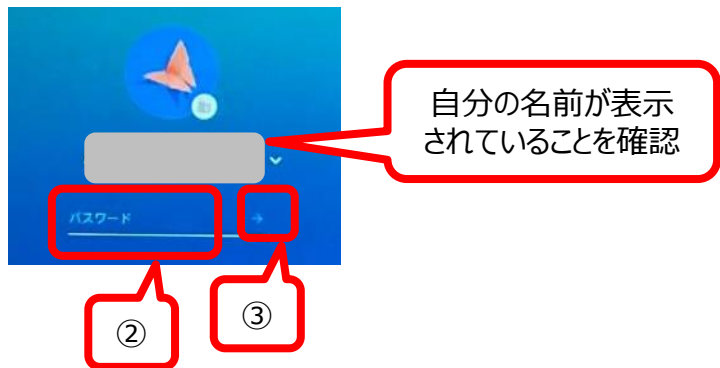 自分の名前が表示
されていることを確認
パスワード →
②
③